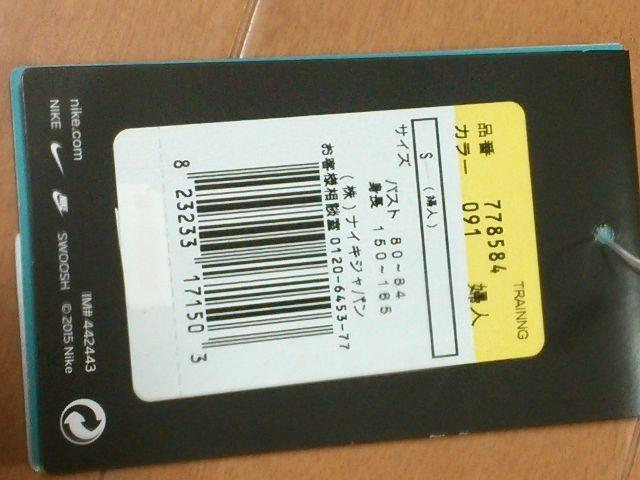 TRAINNG
品番 778584
カラー 091 婦人
S (婦人)
サイズ バスト 80~84
身長 150~165
(株)ナイキジャパン
お客様相談室 0120-6453-77
8 23233 17150 3
nike.com
NIKE SWOOSH © 2015 Nike
IM# 442443